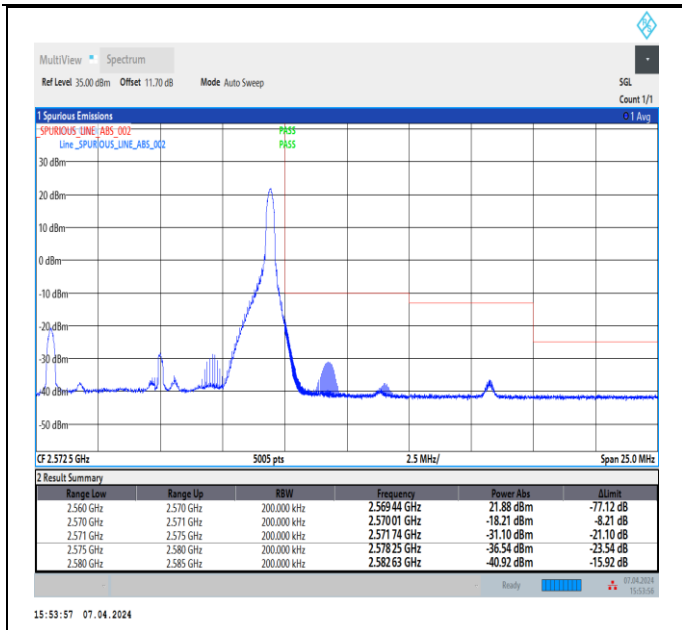 MultiView Spectrum
Ref Level 35.00 dBm Offset 11.70 dB Mode Auto Sweep SGL
Count 1/1
1 Spurious Emissions 1 Avg
_SPURIOUS_LINE_ABS_002 PASS
Line _SPURIOUS_LINE_ABS_002 PASS
30 dBm
20 dBm
10 dBm
0 dBm
-10 dBm
-20 dBm
-30 dBm
-40 dBm
-50 dBm
CF 2.572 5 GHz 5005 pts 2.5 MHz/ Span 25.0 MHz
2 Result Summary
Range Low Range Up RBW Frequency Power Abs ΔLimit
2.560 GHz 2.570 GHz 200.000 kHz 2.569 44 GHz 21.88 dBm -77.12 dB
2.570 GHz 2.571 GHz 200.000 kHz 2.570 01 GHz -18.21 dBm -8.21 dB
2.571 GHz 2.575 GHz 200.000 kHz 2.571 74 GHz -31.10 dBm -21.10 dB
2.575 GHz 2.580 GHz 200.000 kHz 2.578 25 GHz -36.54 dBm -23.54 dB
2.580 GHz 2.585 GHz 200.000 kHz 2.582 63 GHz -40.92 dBm -15.92 dB
Ready 07.04.2024
15:53:56
15:53:57 07.04.2024